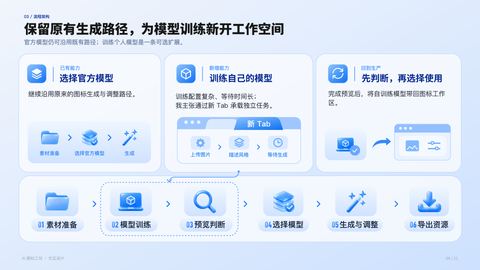 03 / 流程架构
保留原有生成路径，为模型训练新开工作空间
官方模型仍可沿用既有路径；训练个人模型是一条可选扩展。
已有能力
选择官方模型
继续沿用原来的图标生成与调整路径。
素材准备
选择官方模型
生成
新增能力
训练自己的模型
训练配置复杂、等待时间长；
我主张通过新 Tab 承载独立任务。
新 Tab
上传图片
描述风格
等待生成
回到生产
先判断，再选择使用
完成预览后，将自训练模型带回图标工作
区。
01 素材准备
02 模型训练
03 预览判断
04 选择模型
05 生成与调整
06 导出资源